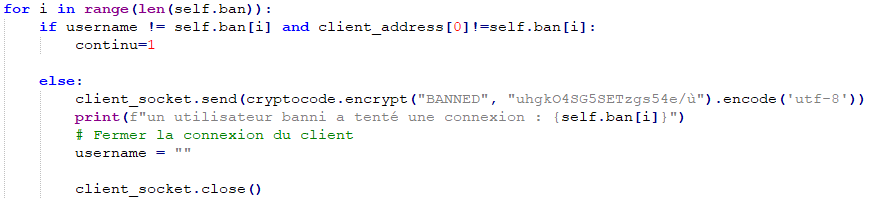 for i in range(len(self.ban)):
if username != self.ban[i] and client_address[0]!=self.ban[i]:
continu=1
else:
client_socket.send(cryptocode.encrypt("BANNED", "uhgkO4SG5SETzgs54e/ù").encode('utf-8'))
print(f"un utilisateur banni a tenté une connexion : {self.ban[i]}")
# Fermer la connexion du client
username = ""
client_socket.close()